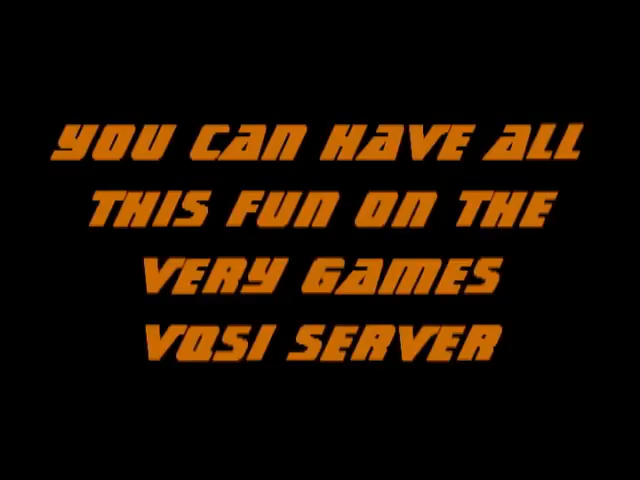 YOU CAN HAVE ALL
THIS FUN ON THE
VERY GAMES
VQSI SERVER